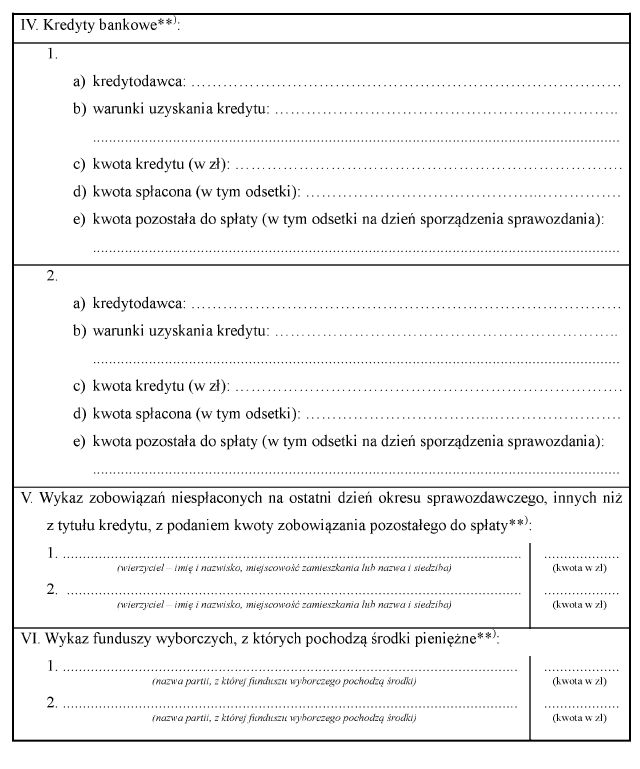 IV. Kredyty bankowe**⁾:
1.
a) kredytodawca: ……………………………………………………………………………
b) warunki uzyskania kredytu: …………………………………………………………….
.......................................................................................................................................
c) kwota kredytu (w zł): ……………………………………………………………………
d) kwota spłacona (w tym odsetki): ………………………………………………………
e) kwota pozostała do spłaty (w tym odsetki na dzień sporządzenia sprawozdania):
.......................................................................................................................................
2.
a) kredytodawca: ……………………………………………………………………………
b) warunki uzyskania kredytu: …………………………………………………………….
.......................................................................................................................................
c) kwota kredytu (w zł): ……………………………………………………………………
d) kwota spłacona (w tym odsetki): ………………………………………………………
e) kwota pozostała do spłaty (w tym odsetki na dzień sporządzenia sprawozdania):
.......................................................................................................................................
V. Wykaz zobowiązań niespłaconych na ostatni dzień okresu sprawozdawczego, innych niż
z tytułu kredytu, z podaniem kwoty zobowiązania pozostałego do spłaty**⁾:
1. ................................................................................................................. ...................
(wierzyciel – imię i nazwisko, miejscowość zamieszkania lub nazwa i siedziba) (kwota w zł)
2. ................................................................................................................. ...................
(wierzyciel – imię i nazwisko, miejscowość zamieszkania lub nazwa i siedziba) (kwota w zł)
VI. Wykaz funduszy wyborczych, z których pochodzą środki pieniężne**⁾:
1. ................................................................................................................. ...................
(nazwa partii, z której funduszu wyborczego pochodzą środki) (kwota w zł)
2. ................................................................................................................. ...................
(nazwa partii, z której funduszu wyborczego pochodzą środki) (kwota w zł)